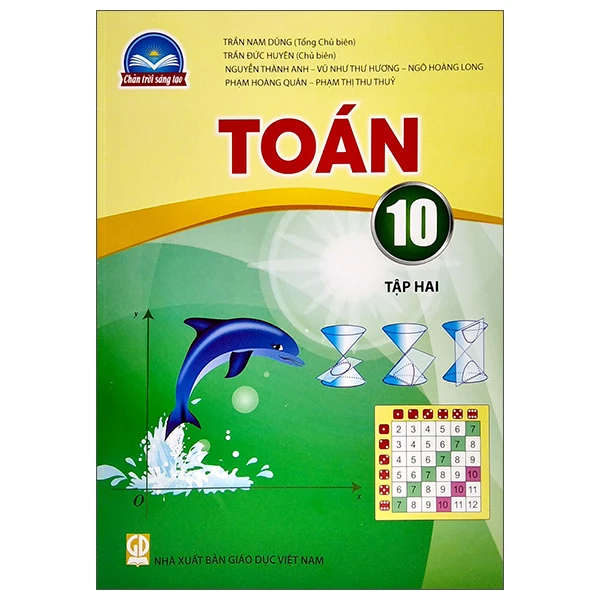 Chân trời sáng tạo
TRẦN NAM DŨNG (Tổng Chủ biên)
TRẦN ĐỨC HUYÊN (Chủ biên)
NGUYỄN THÀNH ANH – VŨ NHƯ THƯ HƯƠNG – NGÔ HOÀNG LONG
PHẠM HOÀNG QUÂN – PHẠM THỊ THU THUỶ
TOÁN
10
TẬP HAI
y
O
x
2 3 4 5 6 7
3 4 5 6 7 8
4 5 6 7 8 9
5 6 7 8 9 10
6 7 8 9 10 11
7 8 9 10 11 12
GD
NHÀ XUẤT BẢN GIÁO DỤC VIỆT NAM